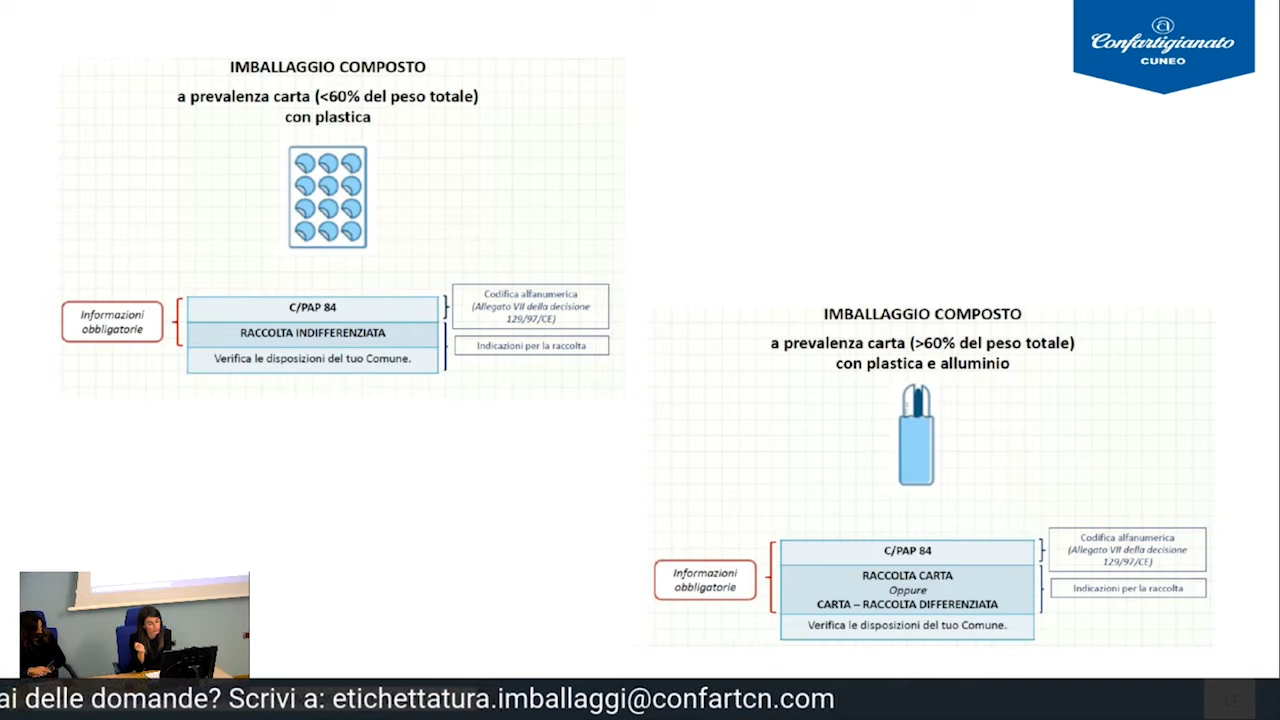 Confartigianato
CUNEO
IMBALLAGGIO COMPOSTO
a prevalenza carta (<60% del peso totale)
con plastica
Informazioni
obbligatorie
C/PAP 84
RACCOLTA INDIFFERENZIATA
Verifica le disposizioni del tuo Comune.
Codifica alfanumerica
(Allegato VII della decisione
129/97/CE)
Indicazioni per la raccolta
IMBALLAGGIO COMPOSTO
a prevalenza carta (>60% del peso totale)
con plastica e alluminio
Informazioni
obbligatorie
C/PAP 84
RACCOLTA CARTA
Oppure
CARTA – RACCOLTA DIFFERENZIATA
Verifica le disposizioni del tuo Comune.
Codifica alfanumerica
(Allegato VII della decisione
129/97/CE)
Indicazioni per la raccolta
ai delle domande? Scrivi a: etichettatura.imballaggi@confartcn.com